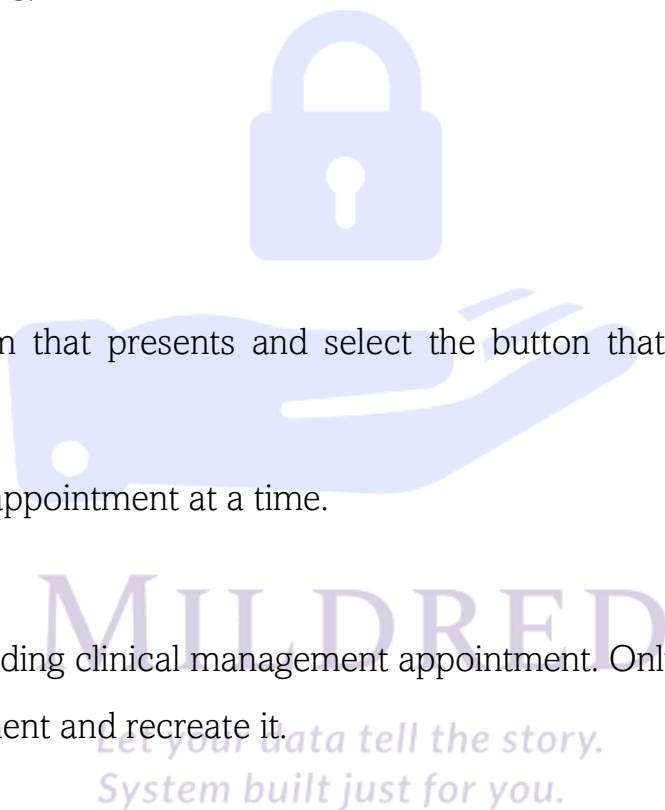 m that presents and select the button that
appointment at a time.
MILDRED
ding clinical management appointment. Onl
ment and recreate it.
Let your data tell the story.
System built just for you.